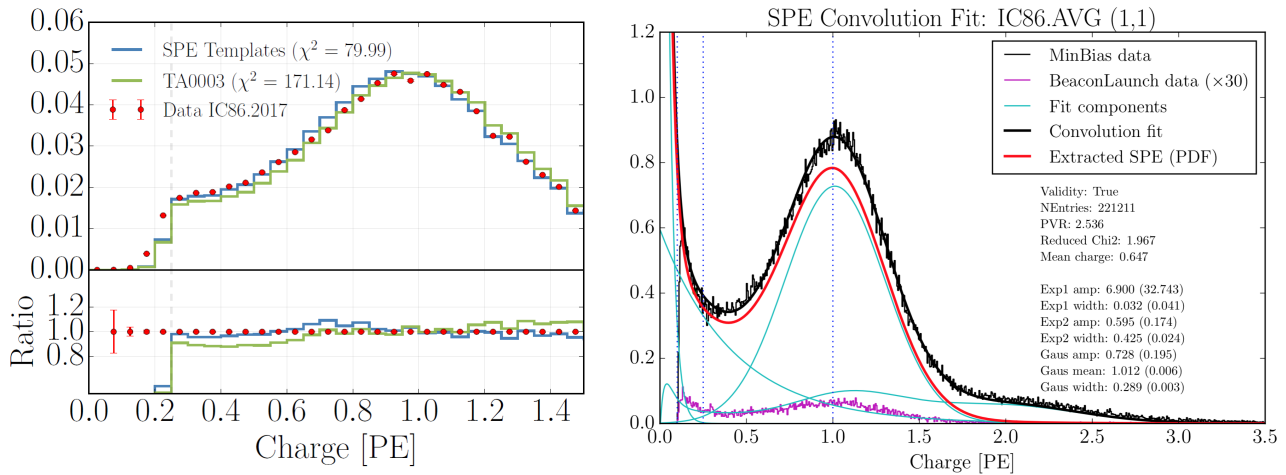 0.06
0.05
0.04
0.03
0.02
0.01
0.00
SPE Templates (χ² = 79.99)
TA0003 (χ² = 171.14)
Data IC86.2017
Ratio
1.2
1.0
0.8
0.0 0.2 0.4 0.6 0.8 1.0 1.2 1.4
Charge [PE]
SPE Convolution Fit: IC86.AVG (1,1)
1.2
1.0
0.8
0.6
0.4
0.2
0.0
MinBias data
BeaconLaunch data (×30)
Fit components
Convolution fit
Extracted SPE (PDF)
Validity: True
NEntries: 221211
PVR: 2.536
Reduced Chi2: 1.967
Mean charge: 0.647
Exp1 amp: 6.900 (32.743)
Exp1 width: 0.032 (0.041)
Exp2 amp: 0.595 (0.174)
Exp2 width: 0.425 (0.024)
Gaus amp: 0.728 (0.195)
Gaus mean: 1.012 (0.006)
Gaus width: 0.289 (0.003)
0.0 0.5 1.0 1.5 2.0 2.5 3.0 3.5
Charge [PE]